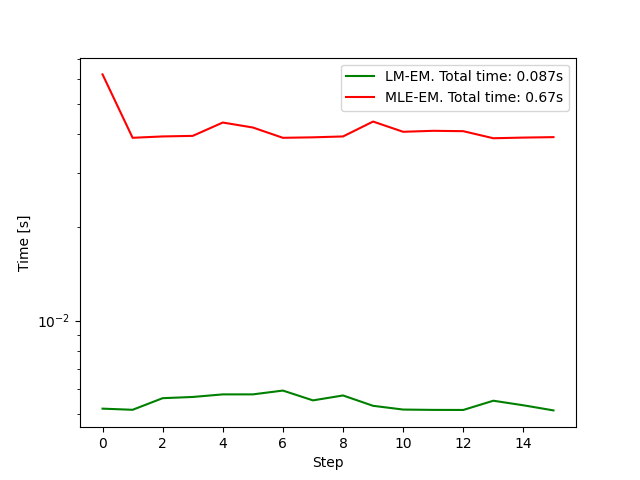 LM-EM. Total time: 0.087s
MLE-EM. Total time: 0.67s
Time [s]
10⁻²
0 2 4 6 8 10 12 14
Step